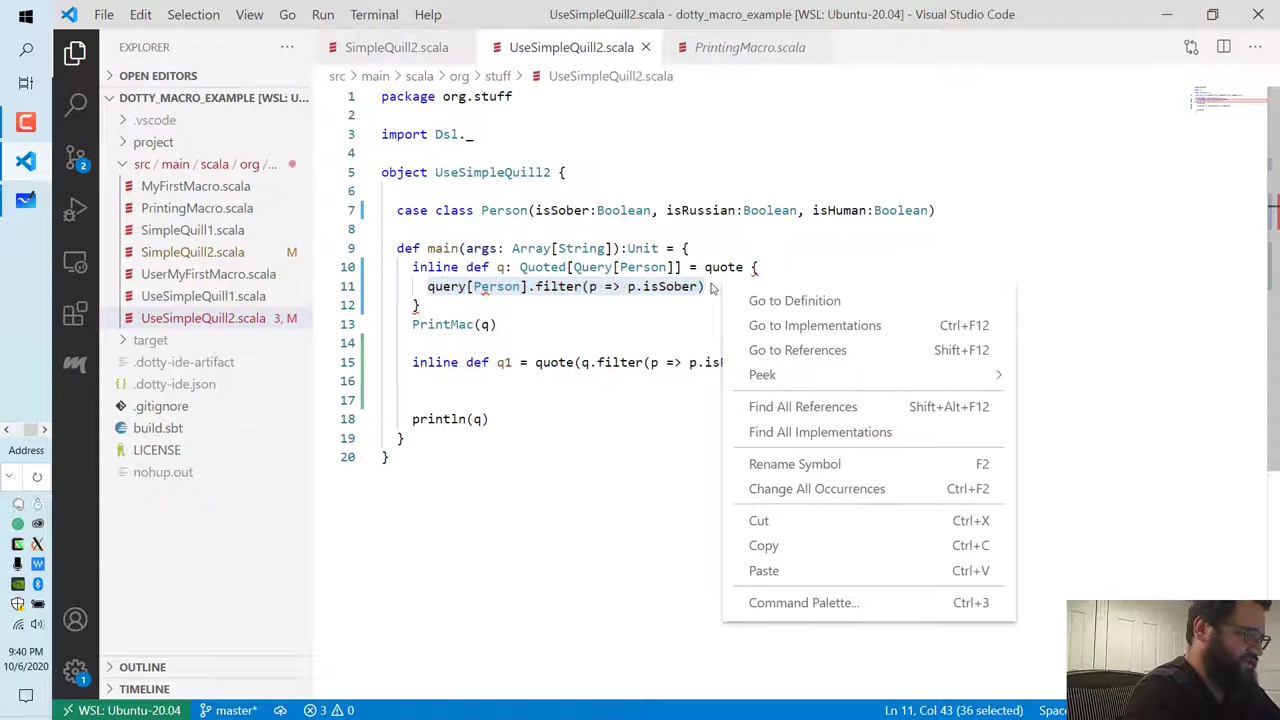 File Edit Selection View Go Run Terminal Help
UseSimpleQuill2.scala - dotty_macro_example [WSL: Ubuntu-20.04] - Visual Studio Code
EXPLORER
SimpleQuill2.scala
UseSimpleQuill2.scala
PrintingMacro.scala
src > main > scala > org > stuff > UseSimpleQuill2.scala
OPEN EDITORS
DOTTY_MACRO_EXAMPLE [WSL: U...
.vscode
project
src / main / scala / org /...
MyFirstMacro.scala
PrintingMacro.scala
SimpleQuill1.scala
SimpleQuill2.scala M
UserMyFirstMacro.scala
UseSimpleQuill1.scala
UseSimpleQuill2.scala 3, M
target
.dotty-ide-artifact
.dotty-ide.json
.gitignore
build.sbt
LICENSE
nohup.out
OUTLINE
TIMELINE
1 package org.stuff
2
3 import Dsl._
4
5 object UseSimpleQuill2 {
6
7 case class Person(isSober:Boolean, isRussian:Boolean, isHuman:Boolean)
8
9 def main(args: Array[String]):Unit = {
10 inline def q: Quoted[Query[Person]] = quote {
11 query[Person].filter(p => p.isSober)
12 }
13 PrintMac(q)
14
15 inline def q1 = quote(q.filter(p => p.is
16
17
18 println(q)
19 }
20 }
Go to Definition
Go to Implementations Ctrl+F12
Go to References Shift+F12
Peek
Find All References Shift+Alt+F12
Find All Implementations
Rename Symbol F2
Change All Occurrences Ctrl+F2
Cut Ctrl+X
Copy Ctrl+C
Paste Ctrl+V
Command Palette... Ctrl+3
Address
9:40 PM
10/6/2020
2
1
WSL: Ubuntu-20.04 master* 3 0
Ln 11, Col 43 (36 selected)